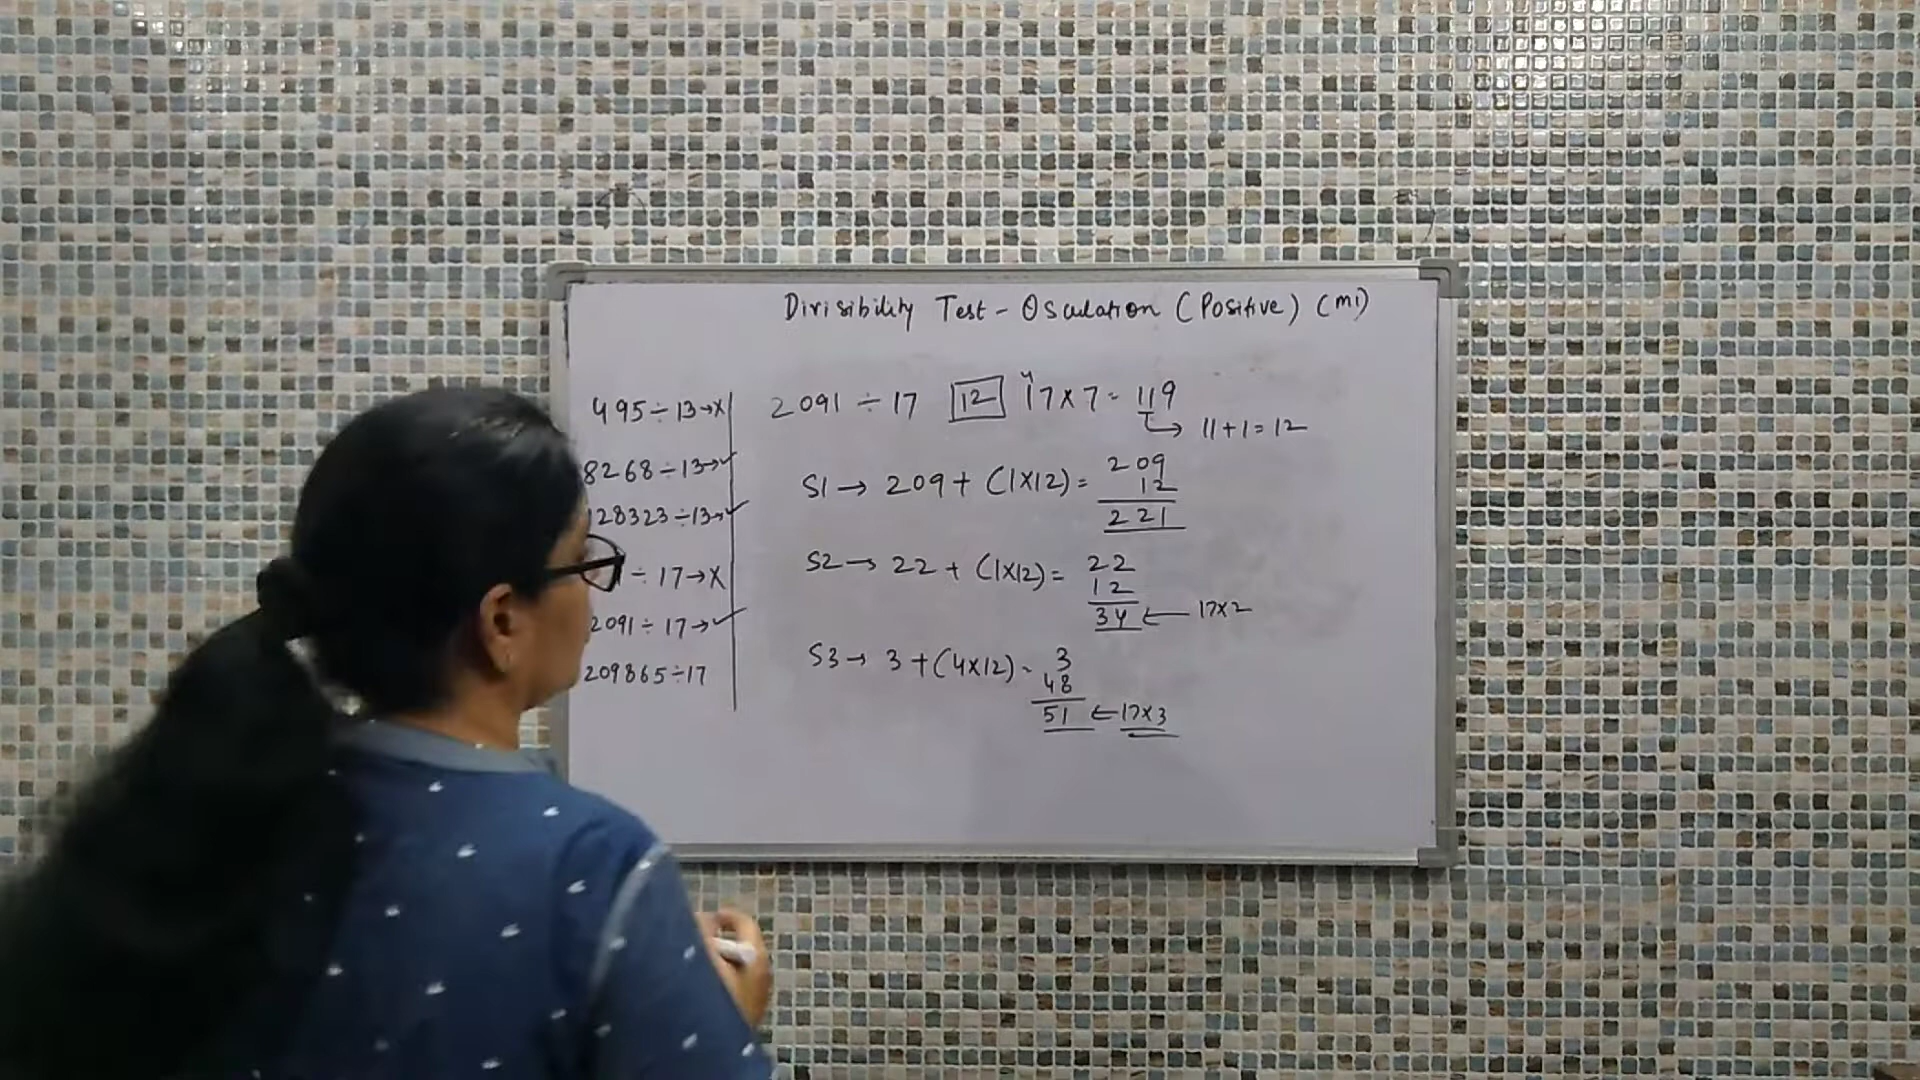 Divisibility Test - Osculation (Positive) (M1)
495 ÷ 13 → X
8268 ÷ 13 → ✓
128323 ÷ 13 → ✓
1 ÷ 17 → X
2091 ÷ 17 → ✓
209865 ÷ 17
2091 ÷ 17 12 17 x 7 = 119
→ 11 + 1 = 12
S1 → 209 + (1x12) = 209
12
221
S2 → 22 + (1x12) = 22
12
34 ← 17x2
S3 → 3 + (4x12) = 3
48
51 ← 17x3